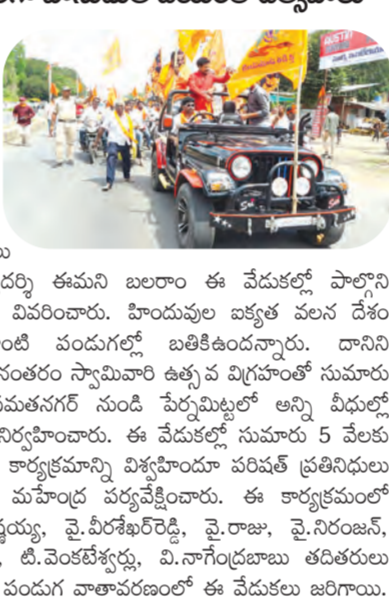 లు
దర్శి ఈమని బలరాం ఈ వేడుకల్లో పాల్గొని
వివరించారు. హిందువుల ఐక్యత వలన దేశం
ంటి పండుగల్లో బతికిఉందన్నారు. దానిని
నంతరం స్వామివారి ఉత్స వ విగ్రహంతో సుమారు
మతనగర్ నుండి పేర్నమిట్టలో అన్ని వీధుల్లో
నిర్వహించారు. ఈ వేడుకల్లో సుమారు 5 వేలకు
కార్యక్రమాన్ని విశ్వహిందూ పరిషత్ ప్రతినిధులు
మహేంద్ర పర్యవేక్షించారు. ఈ కార్యక్రమంలో
ష్ణయ్య, వై.వీరశేఖర్‌రెడ్డి, వై.రాజు, వై.నిరంజన్,
, టి.వెంకటేశ్వర్లు, వి.నాగేంద్రబాబు తదితరులు
పండుగ వాతావరణంలో ఈ వేడుకలు జరిగాయి.